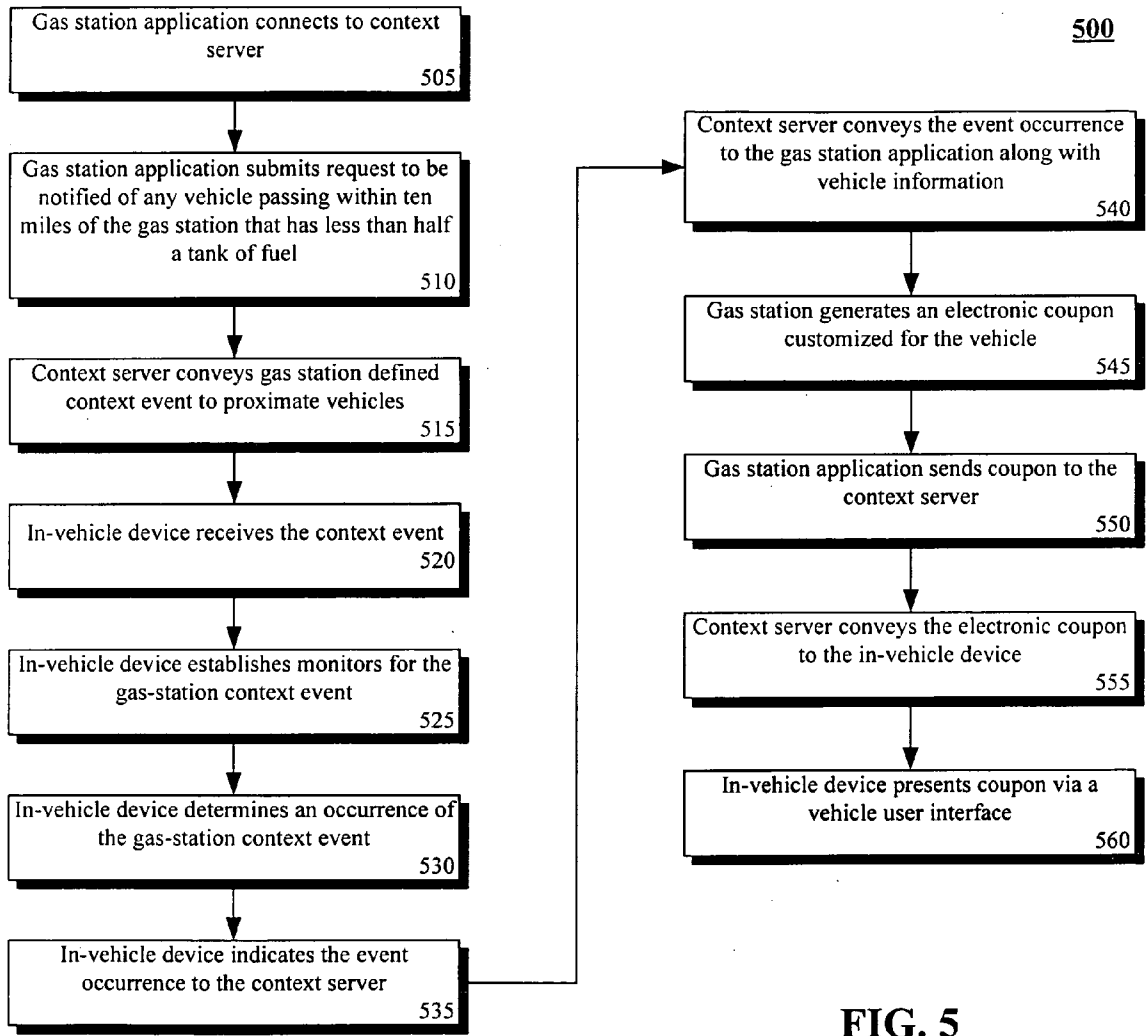 500
Gas station application connects to context
server
505
Gas station application submits request to be
notified of any vehicle passing within ten
miles of the gas station that has less than half
a tank of fuel
510
Context server conveys gas station defined
context event to proximate vehicles
515
In-vehicle device receives the context event
520
In-vehicle device establishes monitors for the
gas-station context event
525
In-vehicle device determines an occurrence of
the gas-station context event
530
In-vehicle device indicates the event
occurrence to the context server
535
Context server conveys the event occurrence
to the gas station application along with
vehicle information
540
Gas station generates an electronic coupon
customized for the vehicle
545
Gas station application sends coupon to the
context server
550
Context server conveys the electronic coupon
to the in-vehicle device
555
In-vehicle device presents coupon via a
vehicle user interface
560
FIG. 5